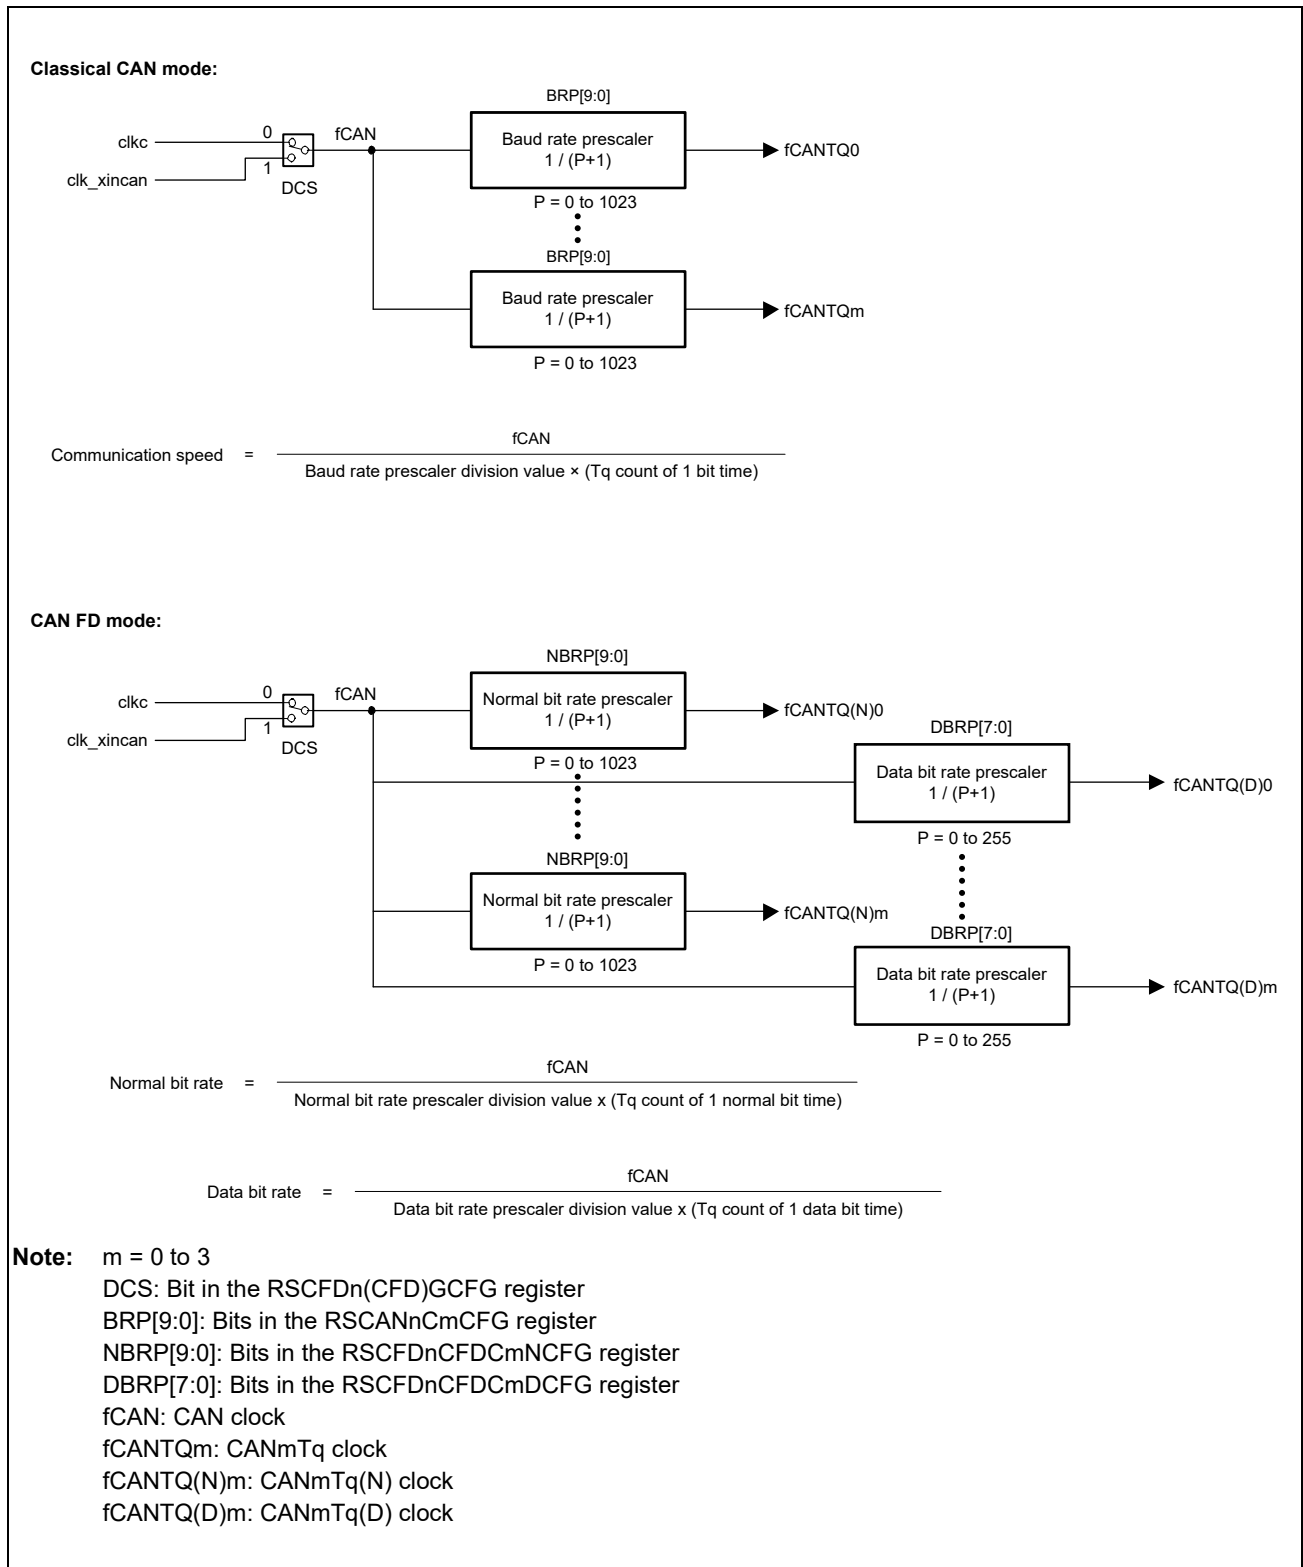 Classical CAN mode:
BRP[9:0]
clkc
0
fCAN
Baud rate prescaler
1 / (P+1)
fCANTQ0
clk_xincan
1
DCS
P = 0 to 1023
BRP[9:0]
Baud rate prescaler
1 / (P+1)
fCANTQm
P = 0 to 1023
fCAN
Communication speed =
Baud rate prescaler division value × (Tq count of 1 bit time)
CAN FD mode:
NBRP[9:0]
clkc
0
fCAN
Normal bit rate prescaler
1 / (P+1)
fCANTQ(N)0
clk_xincan
1
DCS
DBRP[7:0]
P = 0 to 1023
Data bit rate prescaler
1 / (P+1)
fCANTQ(D)0
P = 0 to 255
NBRP[9:0]
Normal bit rate prescaler
1 / (P+1)
fCANTQ(N)m
DBRP[7:0]
P = 0 to 1023
Data bit rate prescaler
1 / (P+1)
fCANTQ(D)m
P = 0 to 255
fCAN
Normal bit rate =
Normal bit rate prescaler division value x (Tq count of 1 normal bit time)
fCAN
Data bit rate =
Data bit rate prescaler division value x (Tq count of 1 data bit time)
Note: m = 0 to 3
DCS: Bit in the RSCFDn(CFD)GCFG register
BRP[9:0]: Bits in the RSCANnCmCFG register
NBRP[9:0]: Bits in the RSCFDnCFDCmNCFG register
DBRP[7:0]: Bits in the RSCFDnCFDCmDCFG register
fCAN: CAN clock
fCANTQm: CANmTq clock
fCANTQ(N)m: CANmTq(N) clock
fCANTQ(D)m: CANmTq(D) clock